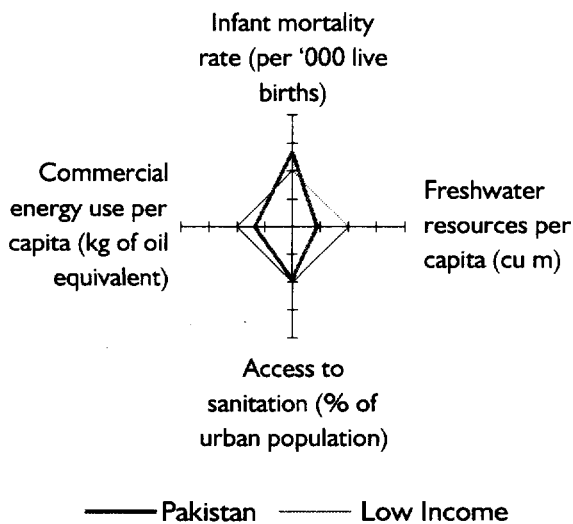 Infant mortality
rate (per ‘000 live
births)
Commercial
energy use per
capita (kg of oil
equivalent)
Freshwater
resources per
capita (cu m)
Access to
sanitation (% of
urban population)
Pakistan
Low Income